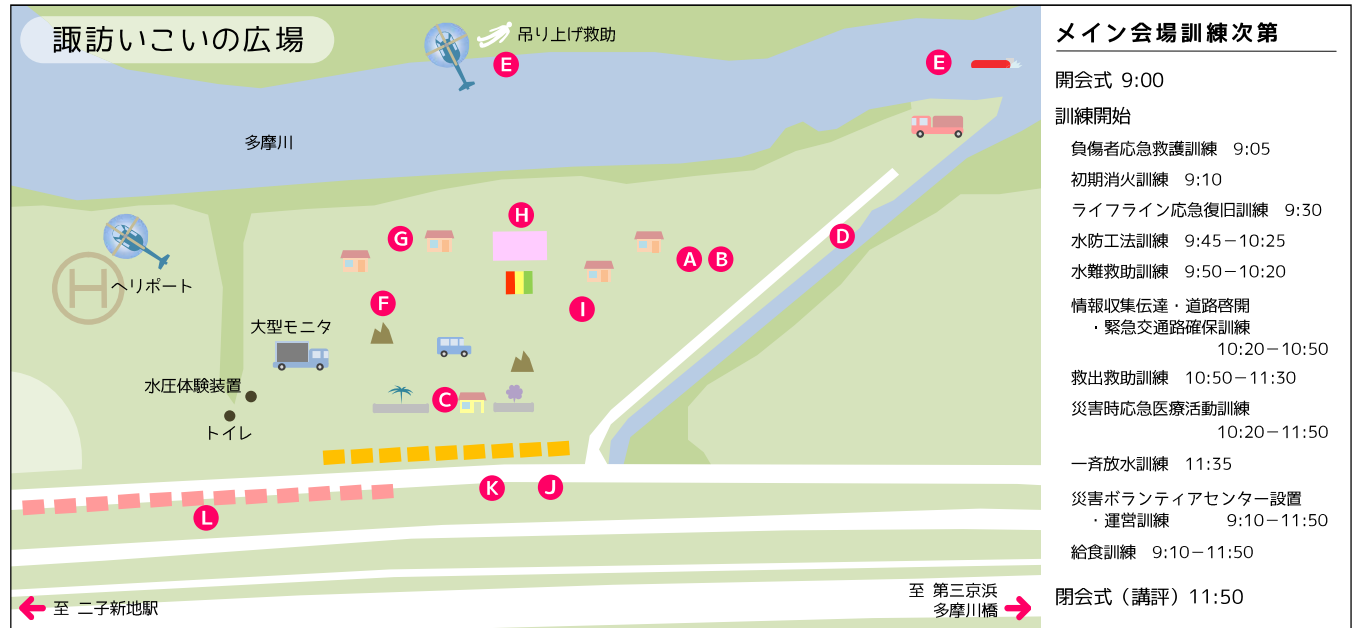 諏訪いこいの広場
吊り上げ救助
E
E
多摩川
H
G
D
A B
ヘリポート
H
F
I
大型モニタ
水圧体験装置
C
トイレ
K
J
L
至 二子新地駅
至 第三京浜
多摩川橋
メイン会場訓練次第
開会式 9:00
訓練開始
負傷者応急救護訓練 9:05
初期消火訓練 9:10
ライフライン応急復旧訓練 9:30
水防工法訓練 9:45－10:25
水難救助訓練 9:50－10:20
情報収集伝達・道路啓開
・緊急交通路確保訓練
10:20－10:50
救出救助訓練 10:50－11:30
災害時応急医療活動訓練
10:20－11:50
一斉放水訓練 11:35
災害ボランティアセンター設置
・運営訓練 9:10－11:50
給食訓練 9:10－11:50
閉会式（講評）11:50